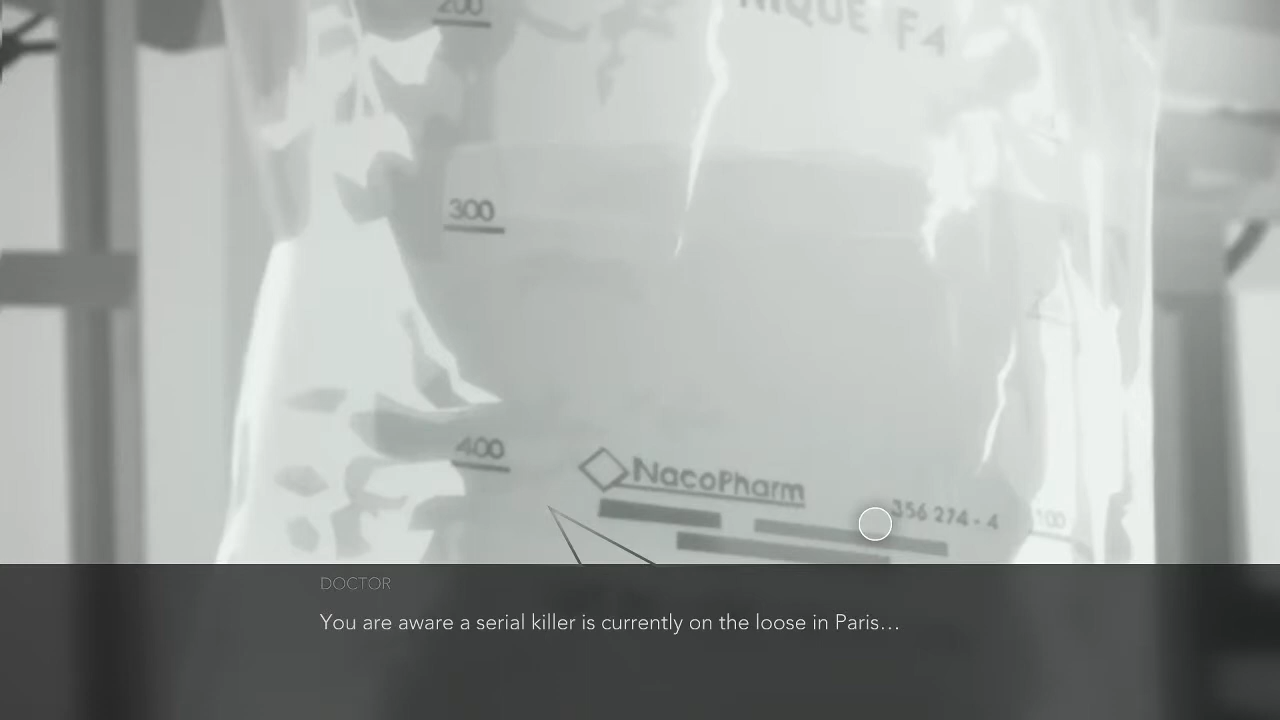 200
NIQUE F4
300
400
NacoPharm
356 274 - 4
100
DOCTOR
You are aware a serial killer is currently on the loose in Paris…